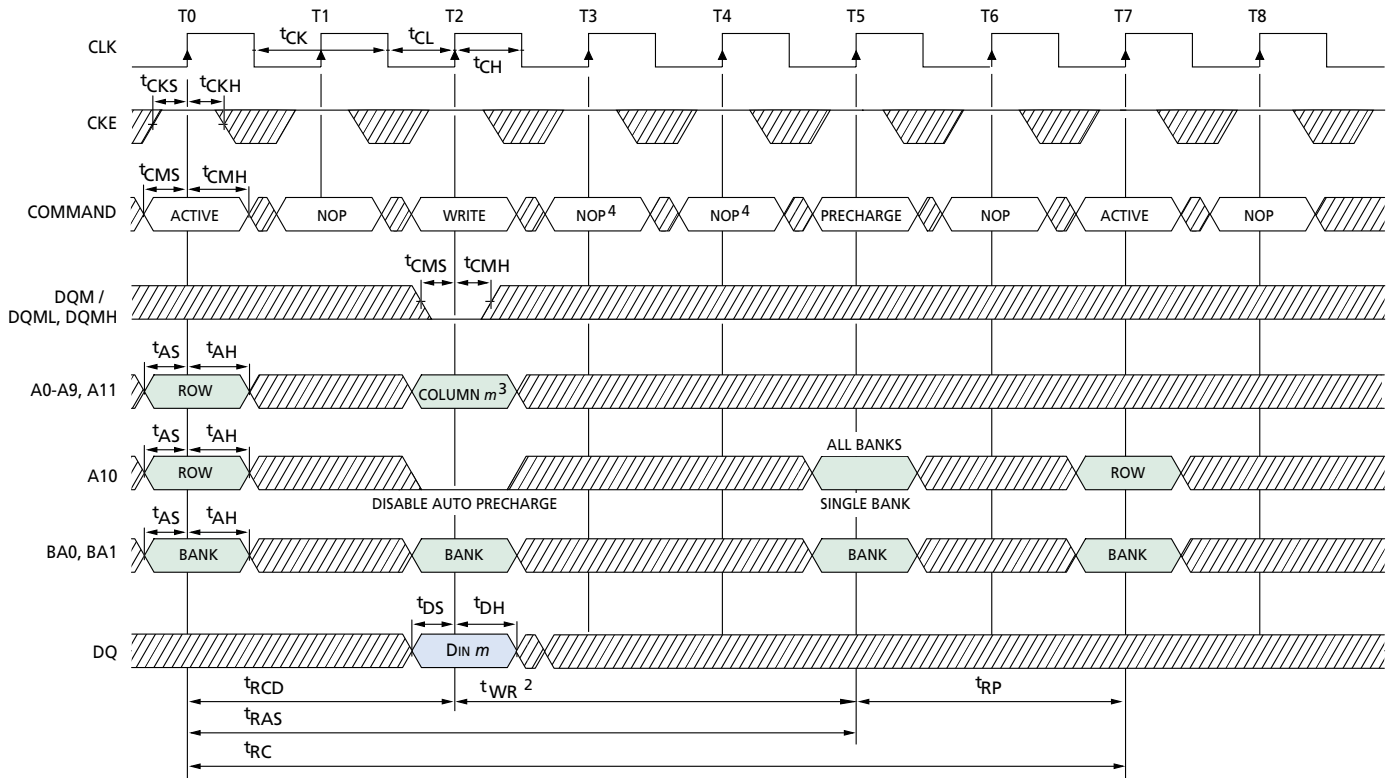 T0 T1 T2 T3 T4 T5 T6 T7 T8
CLK tCK tCL
tCH
tCKS tCKH
CKE
tCMS tCMH
COMMAND ACTIVE NOP WRITE NOP4 NOP4 PRECHARGE NOP ACTIVE NOP
tCMS tCMH
DQM /
DQML, DQMH
tAS tAH
A0-A9, A11 ROW COLUMN m3
tAS tAH ALL BANKS
A10 ROW ROW
DISABLE AUTO PRECHARGE SINGLE BANK
tAS tAH
BA0, BA1 BANK BANK BANK BANK
tDS tDH
DQ DIN m
tRCD tWR 2 tRP
tRAS
tRC